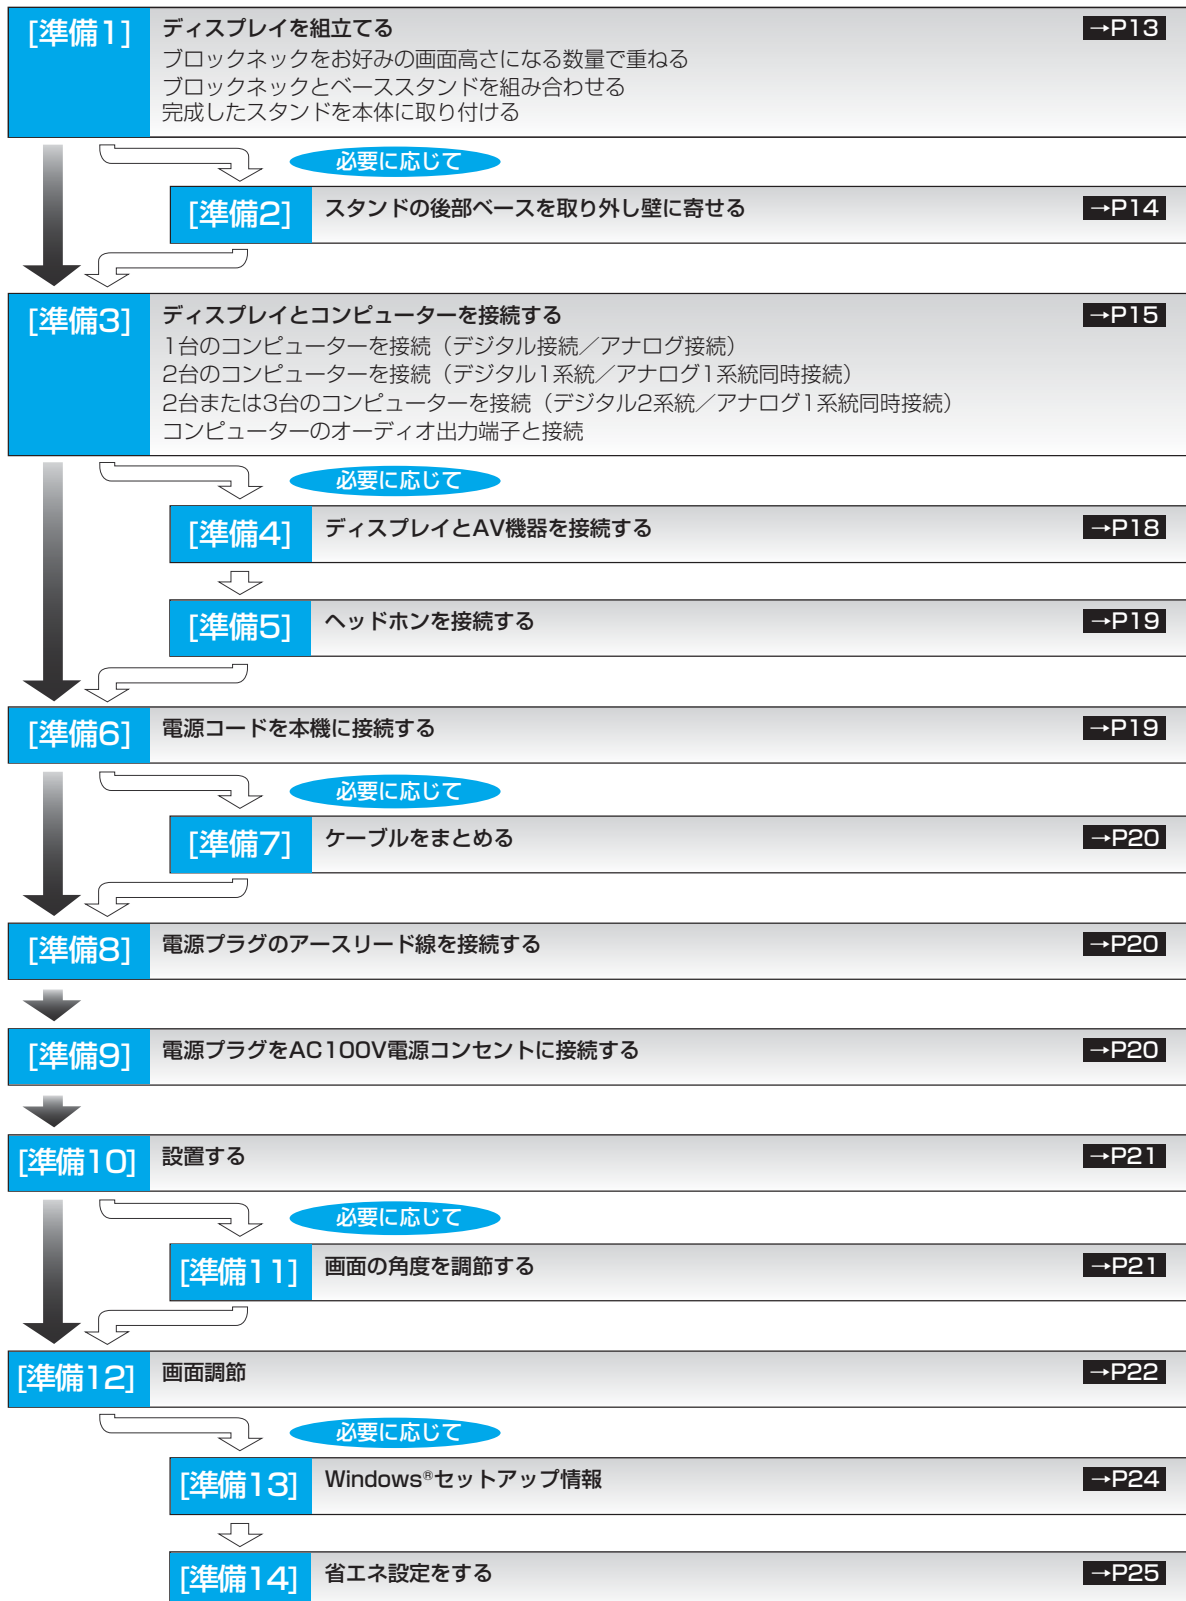 [準備1]
ディスプレイを組立てる →P13
ブロックネックをお好みの画面高さになる数量で重ねる
ブロックネックとベーススタンドを組み合わせる
完成したスタンドを本体に取り付ける
必要に応じて
[準備2]
スタンドの後部ベースを取り外し壁に寄せる →P14
[準備3]
ディスプレイとコンピューターを接続する →P15
1台のコンピューターを接続（デジタル接続／アナログ接続）
2台のコンピューターを接続（デジタル1系統／アナログ1系統同時接続）
2台または3台のコンピューターを接続（デジタル2系統／アナログ1系統同時接続）
コンピューターのオーディオ出力端子と接続
必要に応じて
[準備4]
ディスプレイとAV機器を接続する →P18
[準備5]
ヘッドホンを接続する →P19
[準備6]
電源コードを本機に接続する →P19
必要に応じて
[準備7]
ケーブルをまとめる →P20
[準備8]
電源プラグのアースリード線を接続する →P20
[準備9]
電源プラグをAC100V電源コンセントに接続する →P20
[準備10]
設置する →P21
必要に応じて
[準備11]
画面の角度を調節する →P21
[準備12]
画面調節 →P22
必要に応じて
[準備13]
Windows®セットアップ情報 →P24
[準備14]
省エネ設定をする →P25